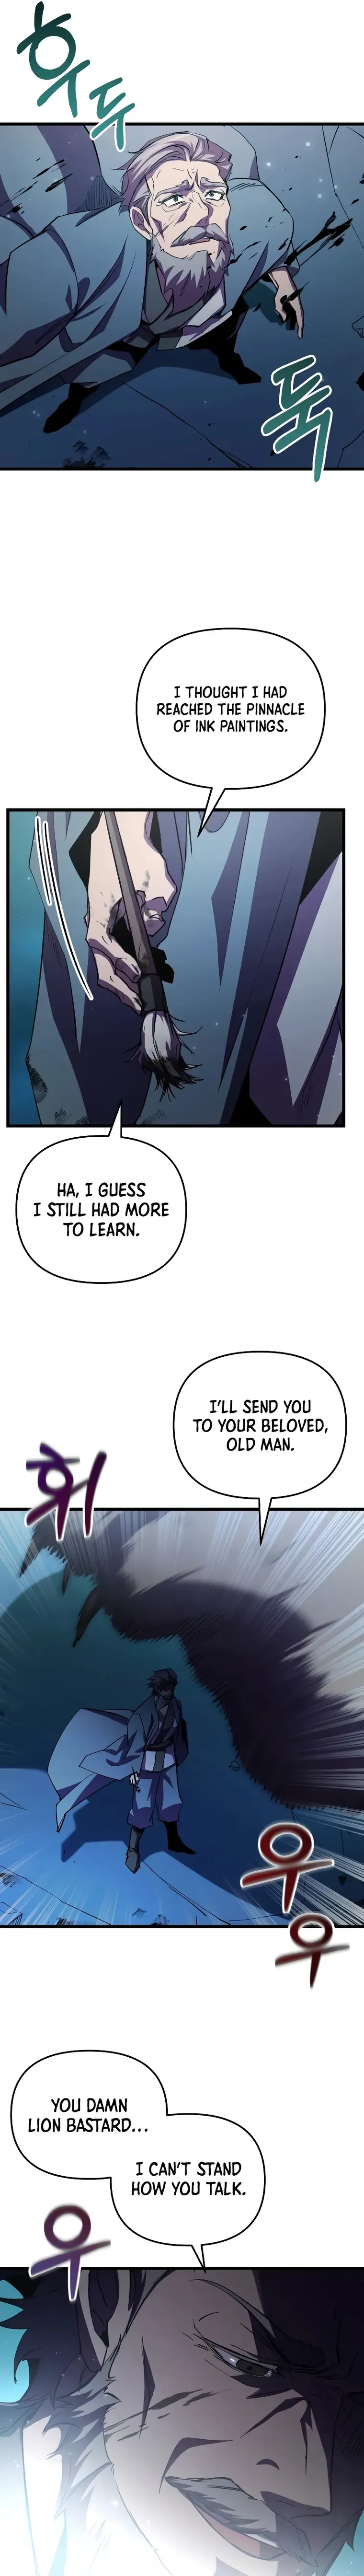 우두
둑
I THOUGHT I HAD
REACHED THE PINNACLE
OF INK PAINTINGS.
HA, I GUESS
I STILL HAD MORE
TO LEARN.
I'LL SEND YOU
TO YOUR BELOVED,
OLD MAN.
휘
우
우
YOU DAMN
LION BASTARD...
I CAN'T STAND
HOW YOU TALK.
우